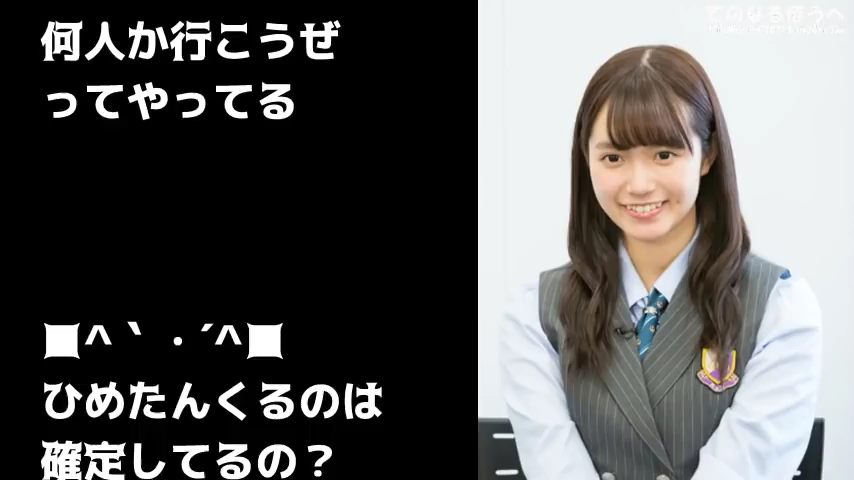 何人か行こうぜ
ってやってる
■^｀・´^■
ひめたんくるのは
確定してるの？